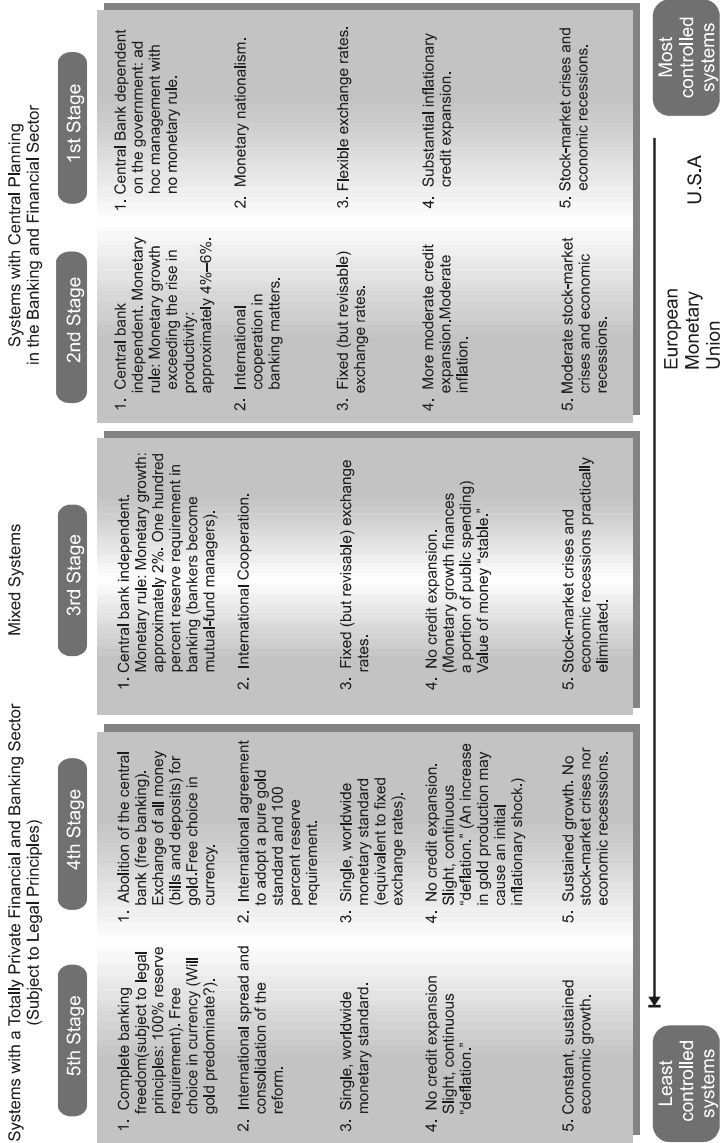 Systems with a Totally Private Financial and Banking Sector
(Subject to Legal Principles)
Mixed Systems
Systems with Central Planning
in the Banking and Financial Sector
5th Stage
1. Complete banking
freedom(subject to legal
principles: 100% reserve
requirement). Free
choice in currency (Will
gold predominate?).
2. International spread and
consolidation of the
reform.
3. Single, worldwide
monetary standard.
4. No credit expansion
Slight, continuous
“deflation.”
5. Constant, sustained
economic growth.
4th Stage
1. Abolition of the central
bank (free banking).
Exchange of all money
(bills and deposits) for
gold.Free choice in
currency.
2. International agreement
to adopt a pure gold
standard and 100
percent reserve
requirement.
3. Single, worldwide
monetary standard
(equivalent to fixed
exchange rates).
4. No credit expansion.
Slight, continuous
“deflation.” (An increase
in gold production may
cause an initial
inflationary shock.)
5. Sustained growth. No
stock-market crises nor
economic recesssions.
3rd Stage
1. Central bank independent.
Monetary rule: Monetary growth:
approximately 2%. One hundred
percent reserve requirement in
banking (bankers become
mutual-fund managers).
2. International Cooperation.
3. Fixed (but revisable) exchange
rates.
4. No credit expansion.
(Monetary growth finances
a portion of public spending)
Value of money “stable.”
5. Stock-market crises and
economic recessions practically
eliminated.
2nd Stage
1. Central bank
independent. Monetary
rule: Monetary growth
exceeding the rise in
productivity:
approximately 4%–6%.
2. International
cooperation in
banking matters.
3. Fixed (but revisable)
exchange rates.
4. More moderate credit
expansion.Moderate
inflation.
5. Moderate stock-market
crises and economic
recessions.
1st Stage
1. Central Bank dependent
on the government: ad
hoc management with
no monetary rule.
2. Monetary nationalism.
3. Flexible exchange rates.
4. Substantial inflationary
credit expansion.
5. Stock-market crises and
economic recessions.
Least
controlled
systems
European
Monetary
Union
U.S.A
Most
controlled
systems